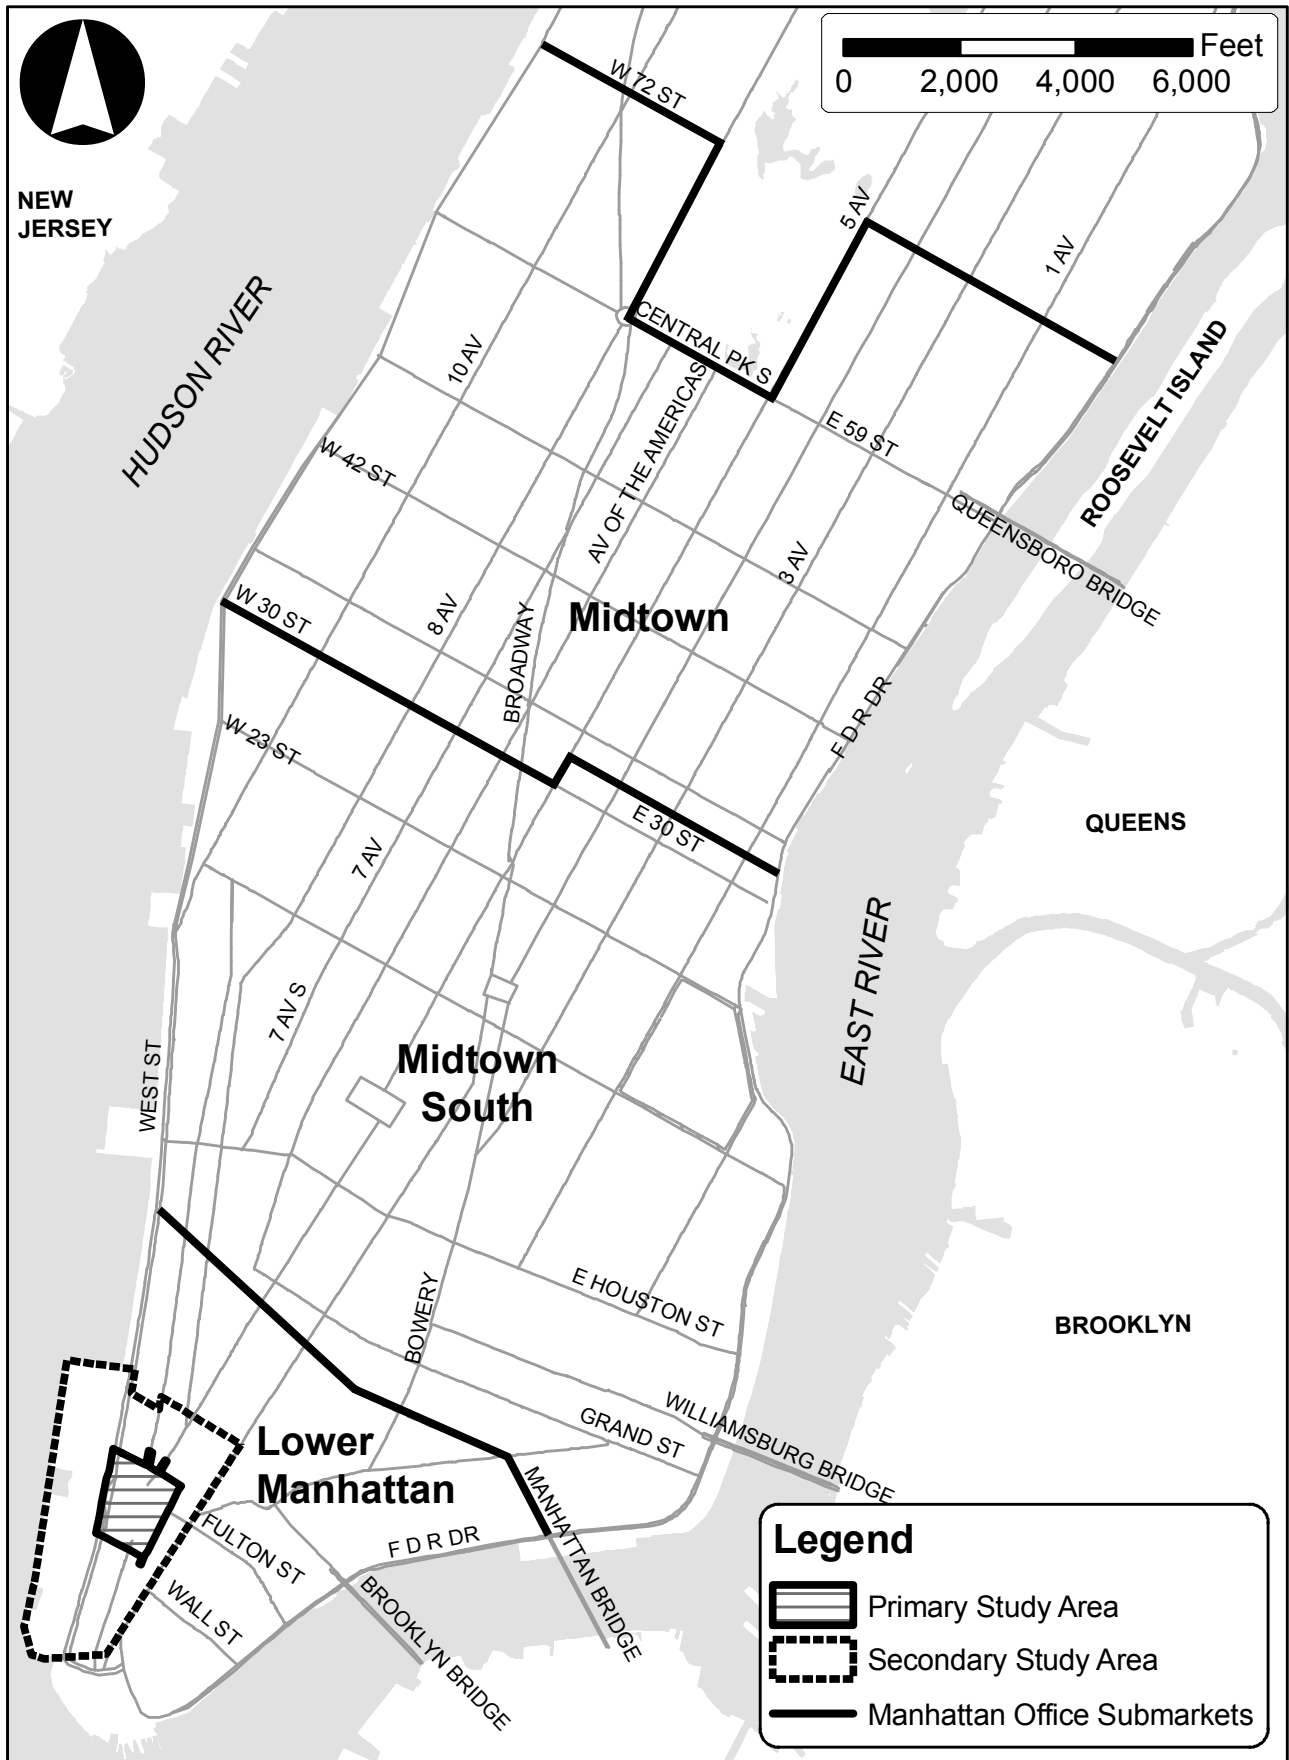 Feet
0 2,000 4,000 6,000
W 72 ST
NEW
JERSEY
5 AV
1 AV
HUDSON RIVER
CENTRAL PK S
10 AV
AV OF THE AMERICAS
E 59 ST
ROOSEVELT ISLAND
W 42 ST
QUEENSBORO BRIDGE
3 AV
W 30 ST
8 AV
BROADWAY
Midtown
F D R DR
W 23 ST
E 30 ST
QUEENS
7 AV
EAST RIVER
7 AV S
WEST ST
Midtown
South
BOWERY
E HOUSTON ST
BROOKLYN
WILLIAMSBURG BRIDGE
GRAND ST
Lower
Manhattan
MANHATTAN BRIDGE
FULTON ST
F D R DR
WALL ST
BROOKLYN BRIDGE
Legend
Primary Study Area
Secondary Study Area
Manhattan Office Submarkets